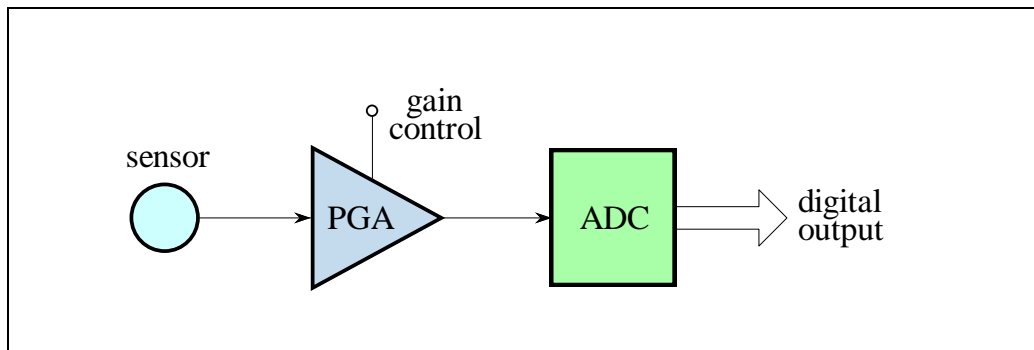 gain
control
sensor
PGA
ADC
digital
output